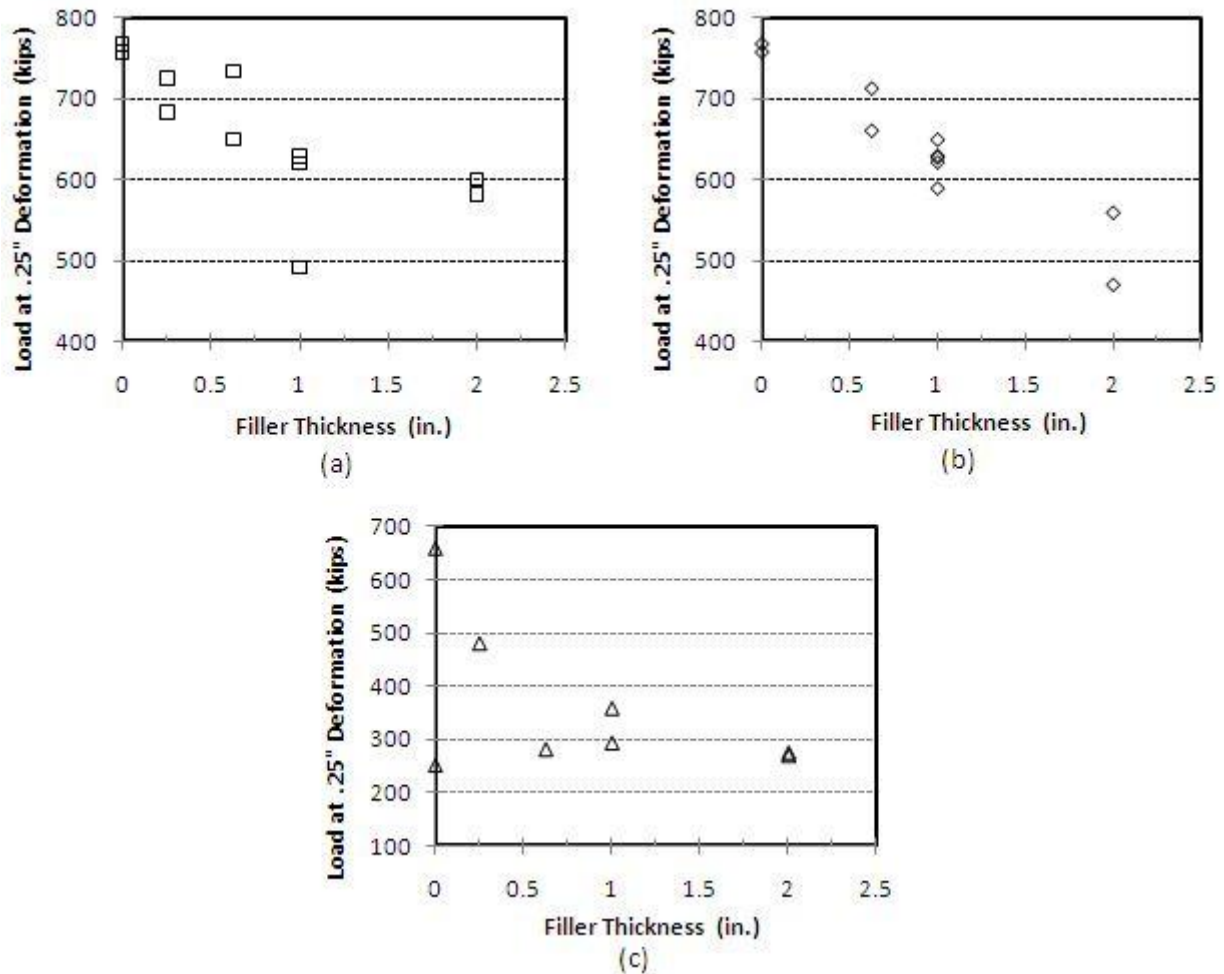 Load at .25" Deformation (kips)
800
700
600
500
400
0 0.5 1 1.5 2 2.5
Filler Thickness (in.)
(a)
Load at .25" Deformation (kips)
800
700
600
500
400
0 0.5 1 1.5 2 2.5
Filler Thickness (in.)
(b)
Load at .25" Deformation (kips)
700
600
500
400
300
200
100
0 0.5 1 1.5 2 2.5
Filler Thickness (in.)
(c)